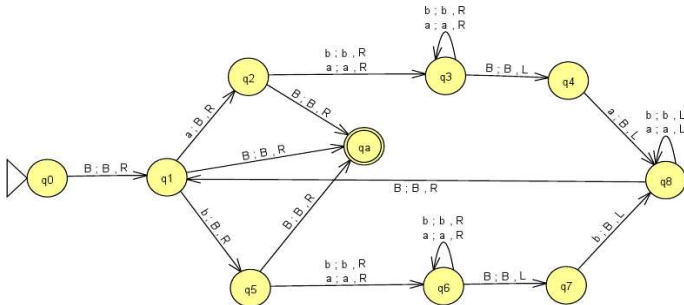 b ; b , R
a ; a , R
b ; b , R
a ; a , R
q2
q3
B ; B , L
q4
a ; B , R
B ; B , R
a ; B , L
b ; b , L
a ; a , L
q0
B ; B , R
q1
B ; B , R
qa
q8
B ; B , R
b ; B , R
B ; B , R
b ; b , R
a ; a , R
b ; B , L
q5
b ; b , R
a ; a , R
q6
B ; B , L
q7